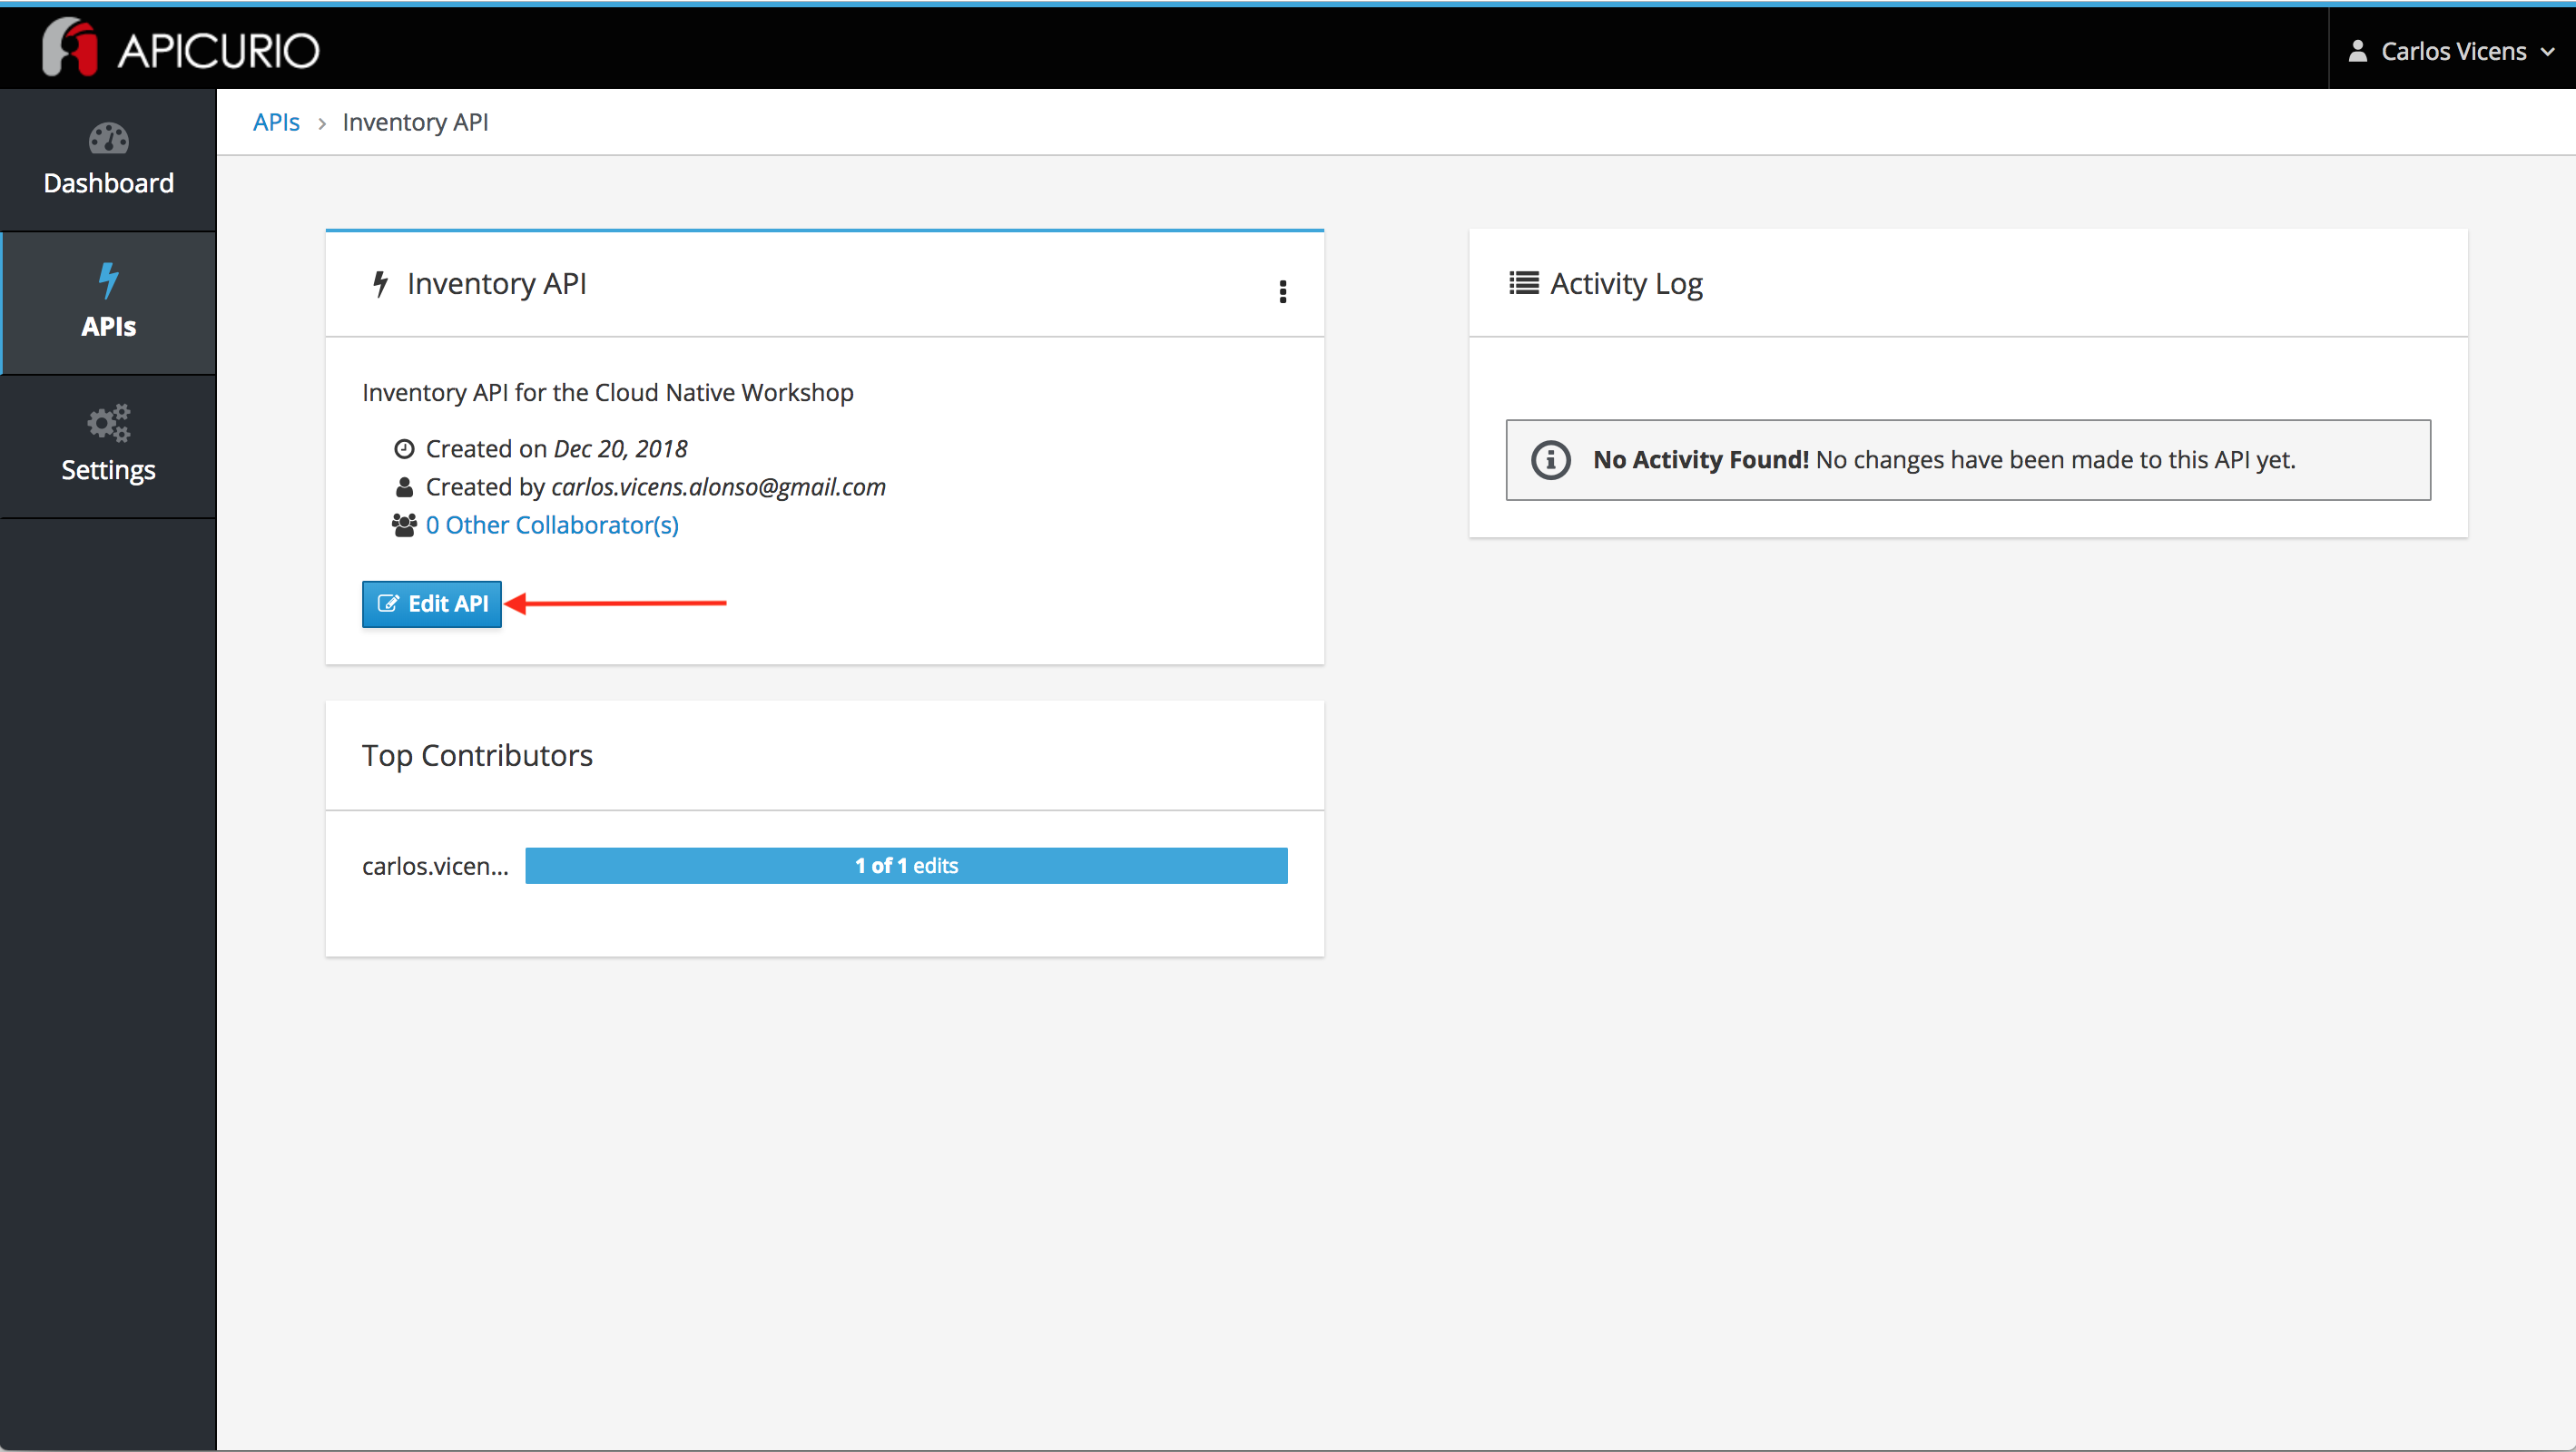 APICURIO
Carlos Vicens
Dashboard
APIs
Settings
APIs > Inventory API
Inventory API
Inventory API for the Cloud Native Workshop
Created on Dec 20, 2018
Created by carlos.vicens.alonso@gmail.com
0 Other Collaborator(s)
Edit API
Top Contributors
carlos.vicen... 1 of 1 edits
Activity Log
No Activity Found! No changes have been made to this API yet.